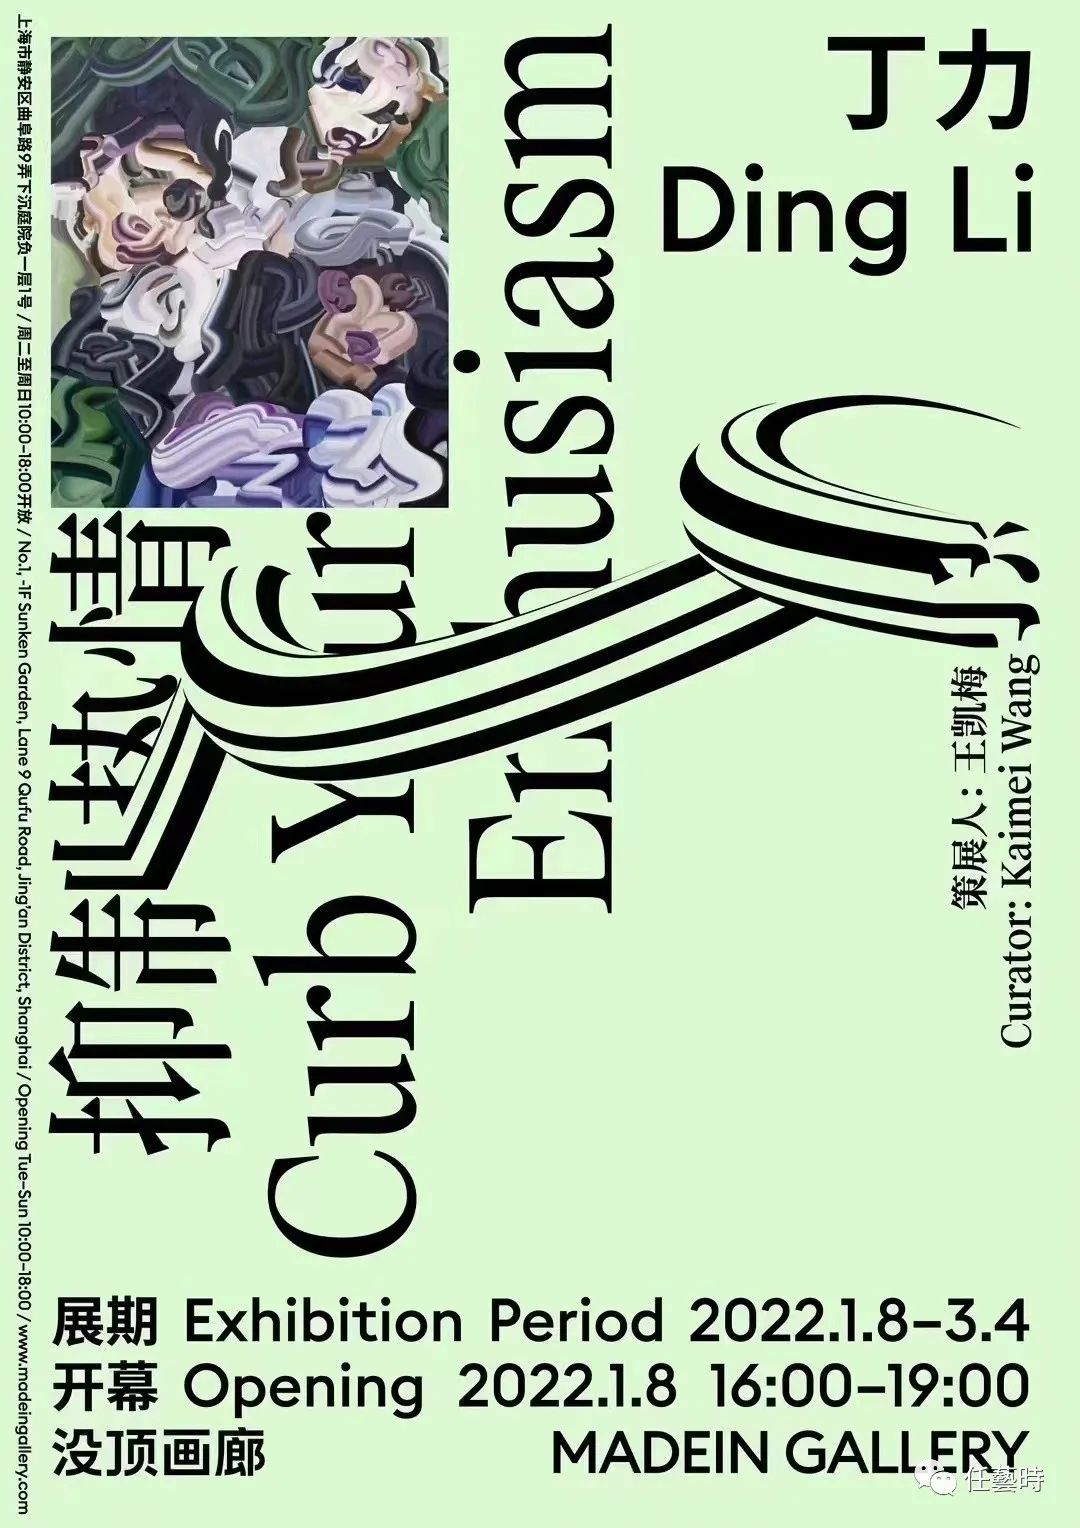 上海市静安区曲阜路9弄下沉庭院负一层1号 / 周二至周日10:00–18:00开放 / No.1, -1F Sunken Garden, Lane 9 Qufu Road, Jing’an District, Shanghai / Opening Tue–Sun 10:00–18:00 / www.madeingallery.com
丁力
Ding Li
抑制热情
Curb Your
Enthusiasm
策展人：王凯梅
Curator: Kaimei Wang
展期 Exhibition Period 2022.1.8–3.4
开幕 Opening 2022.1.8 16:00–19:00
没顶画廊 MADEIN GALLERY
任藝時